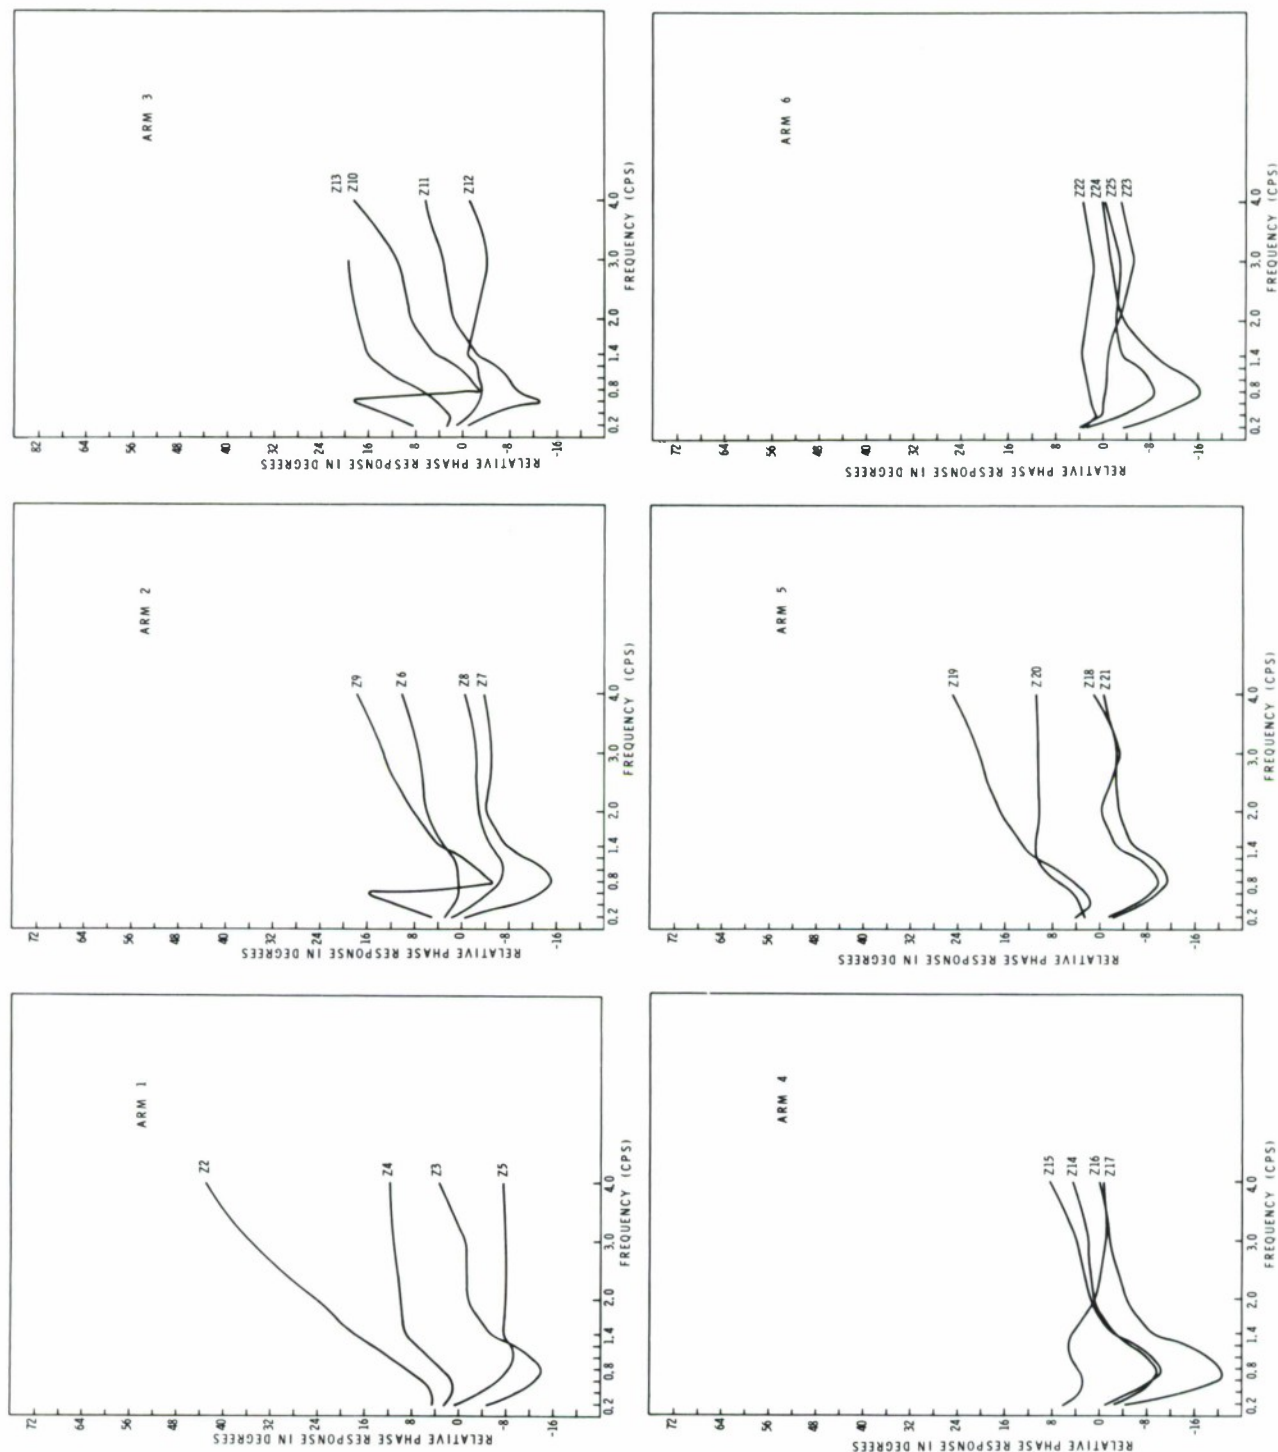 ARM 1
72
64
56
48
40
32
24
16
8
0
-8
-16
RELATIVE PHASE RESPONSE IN DEGREES
Z2
Z4
Z3
Z5
0.2
0.8
1.4
2.0
3.0
4.0
FREQUENCY (CPS)
ARM 2
72
64
56
48
40
32
24
16
8
0
-8
-16
RELATIVE PHASE RESPONSE IN DEGREES
Z9
Z6
Z8
Z7
0.2
0.8
1.4
2.0
3.0
4.0
FREQUENCY (CPS)
ARM 3
82
64
56
48
40
32
24
16
8
0
-8
-16
RELATIVE PHASE RESPONSE IN DEGREES
Z13
Z10
Z11
Z12
0.2
0.8
1.4
2.0
3.0
4.0
FREQUENCY (CPS)
ARM 4
72
64
56
48
40
32
24
16
8
0
-8
-16
RELATIVE PHASE RESPONSE IN DEGREES
Z15
Z14
Z16
Z17
0.2
0.8
1.4
2.0
3.0
4.0
FREQUENCY (CPS)
ARM 5
72
64
56
48
40
32
24
16
8
0
-8
-16
RELATIVE PHASE RESPONSE IN DEGREES
Z19
Z20
Z18
Z21
0.2
0.8
1.4
2.0
3.0
4.0
FREQUENCY (CPS)
ARM 6
72
64
56
48
40
32
24
16
8
0
-8
-16
RELATIVE PHASE RESPONSE IN DEGREES
Z22
Z24
Z25
Z23
0.2
0.8
1.4
2.0
3.0
4.0
FREQUENCY (CPS)